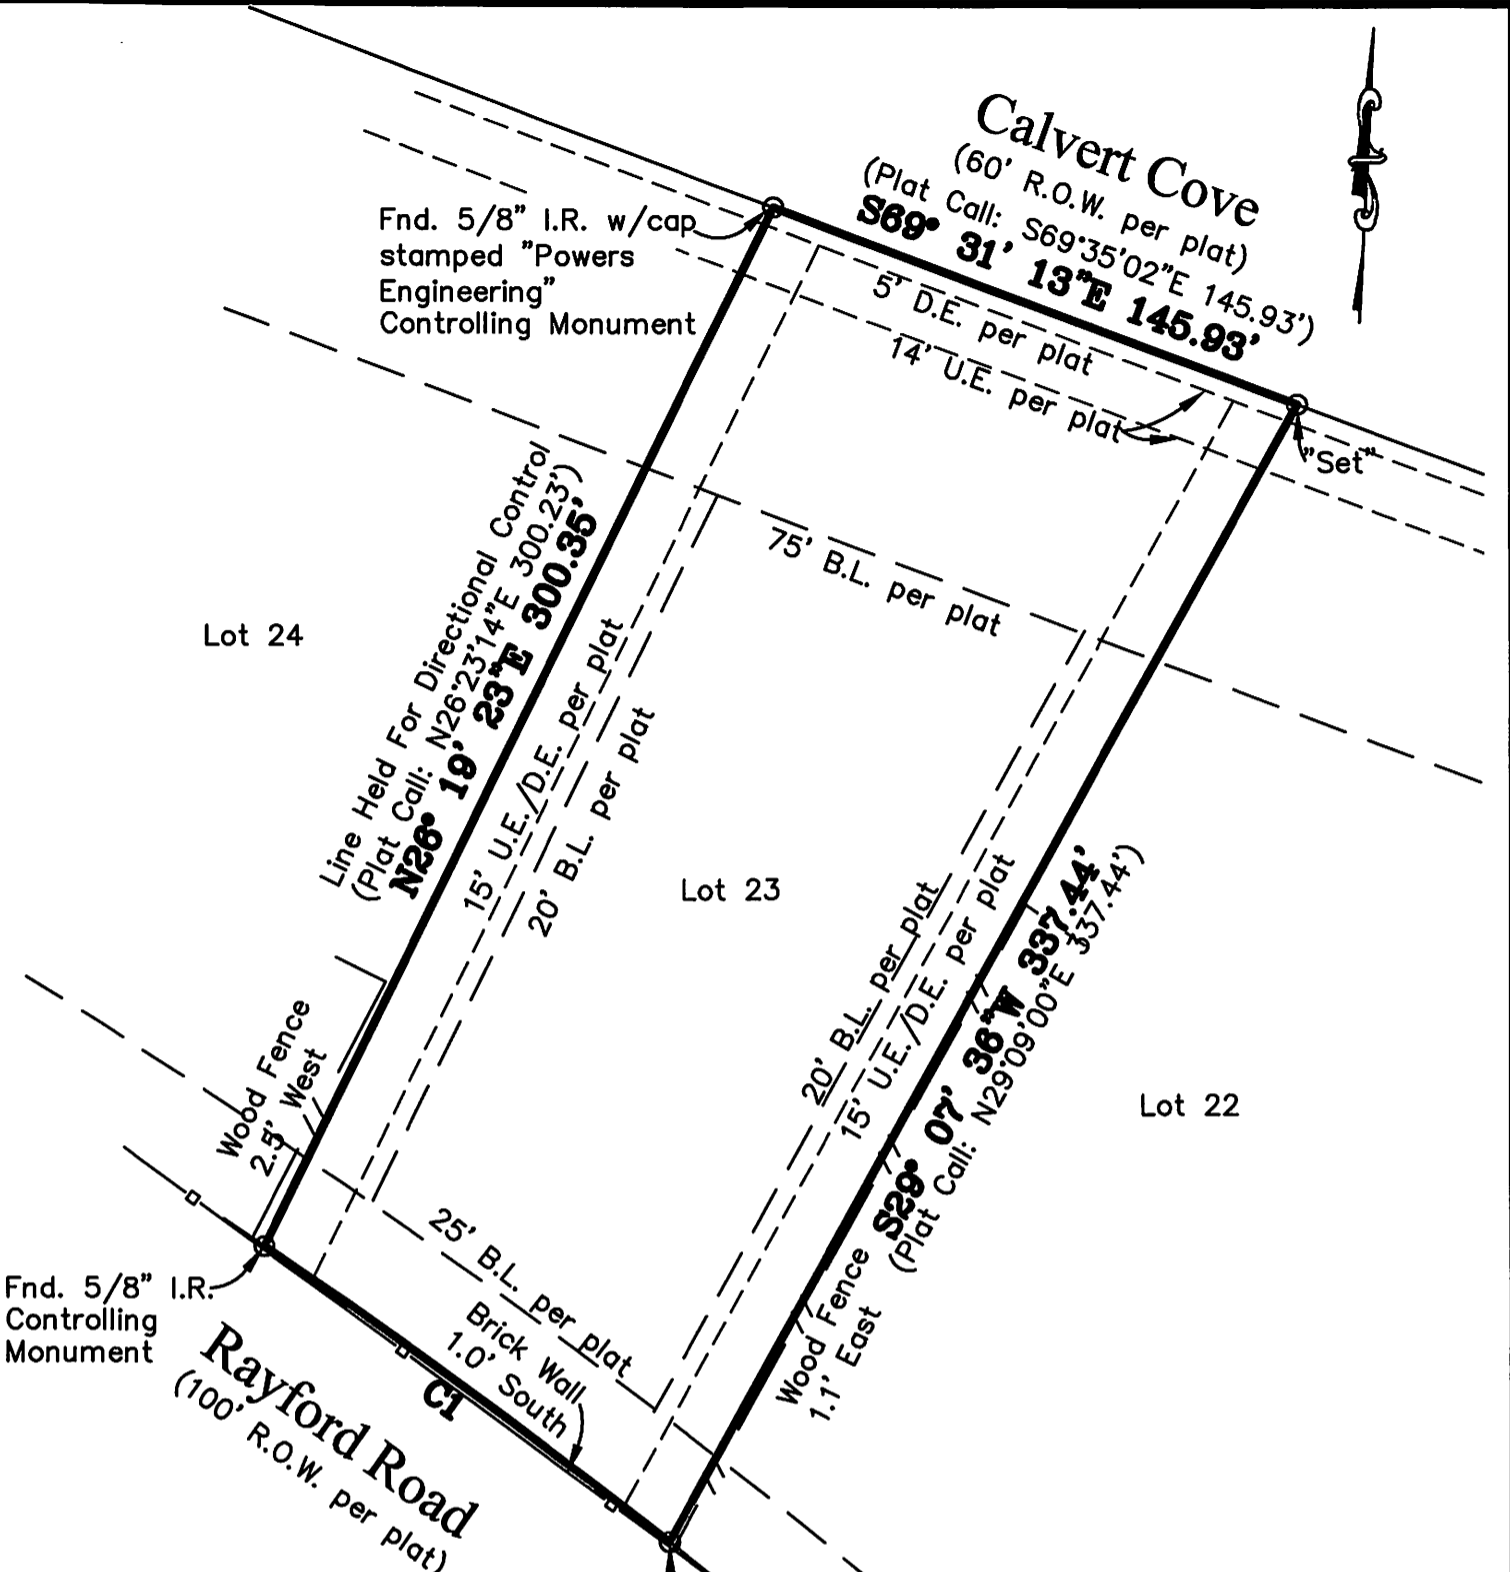 Calvert Cove
(60' R.O.W. per plat)
(Plat Call: S69°35'02"E 145.93')
S69° 31' 13"E 145.93'
Fnd. 5/8" I.R. w/cap
stamped "Powers
Engineering"
Controlling Monument
5' D.E. per plat
14' U.E. per plat
"Set"
75' B.L. per plat
Line Held For Directional Control
(Plat Call: N26°23'14"E 300.23')
N26° 19' 23"E 300.35'
Lot 24
15' U.E./D.E. per plat
20' B.L. per plat
Lot 23
20' B.L. per plat
15' U.E./D.E. per plat
S29° 07' 36"W 337.44'
(Plat Call: N29°09'00"E 337.44')
Lot 22
Wood Fence
2.5' West
Wood Fence
1.1' East
25' B.L. per plat
Brick Wall
1.0' South
C1
Fnd. 5/8" I.R.
Controlling
Monument
Rayford Road
(100' R.O.W. per plat)